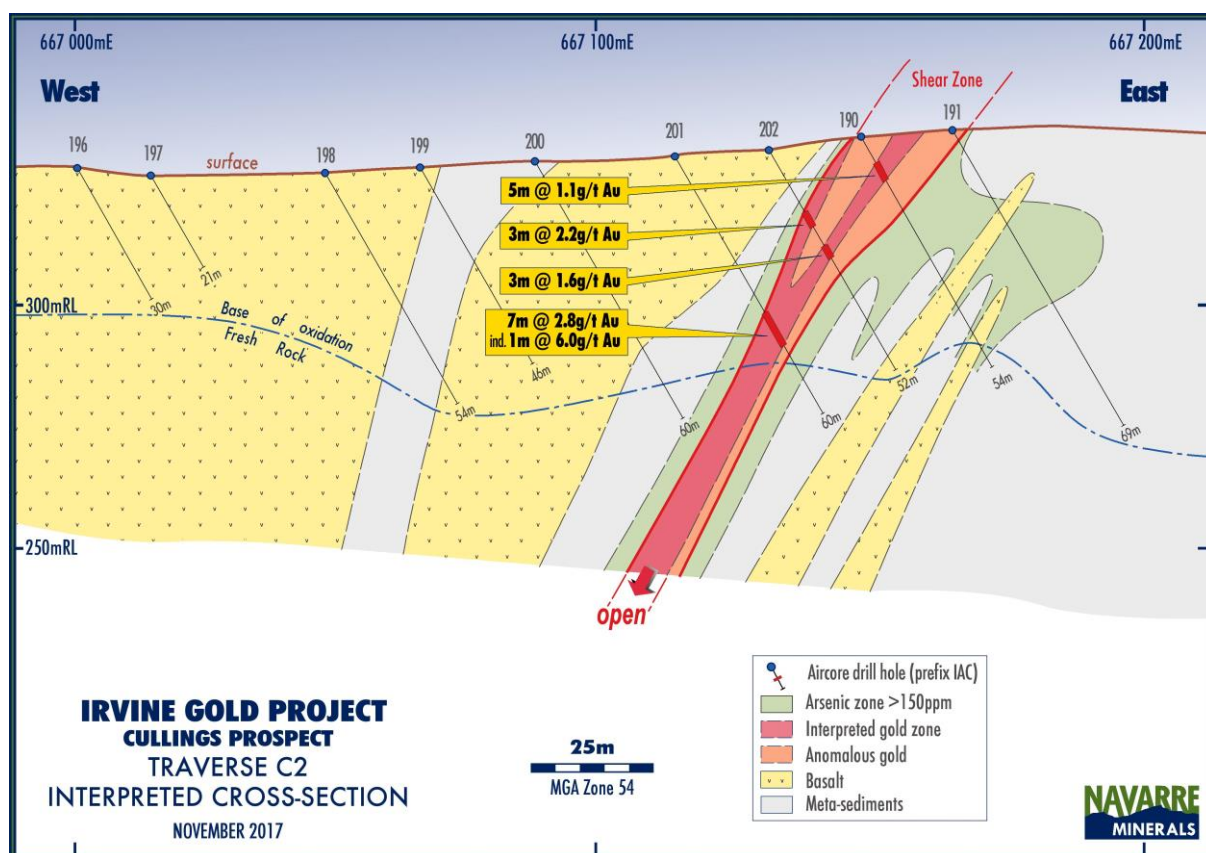 667 000mE
667 100mE
667 200mE
West
East
Shear Zone
196
197
198
199
200
201
202
190
191
surface
5m @ 1.1g/t Au
3m @ 2.2g/t Au
3m @ 1.6g/t Au
7m @ 2.8g/t Au
incl. 1m @ 6.0g/t Au
21m
30m
300mRL
Base of oxidation
Fresh Rock
46m
54m
60m
60m
52m
54m
69m
250mRL
open
IRVINE GOLD PROJECT
CULLINGS PROSPECT
TRAVERSE C2
INTERPRETED CROSS-SECTION
NOVEMBER 2017
25m
MGA Zone 54
Aircore drill hole (prefix IAC)
Arsenic zone >150ppm
Interpreted gold zone
Anomalous gold
Basalt
Meta-sediments
NAVARRE
MINERALS